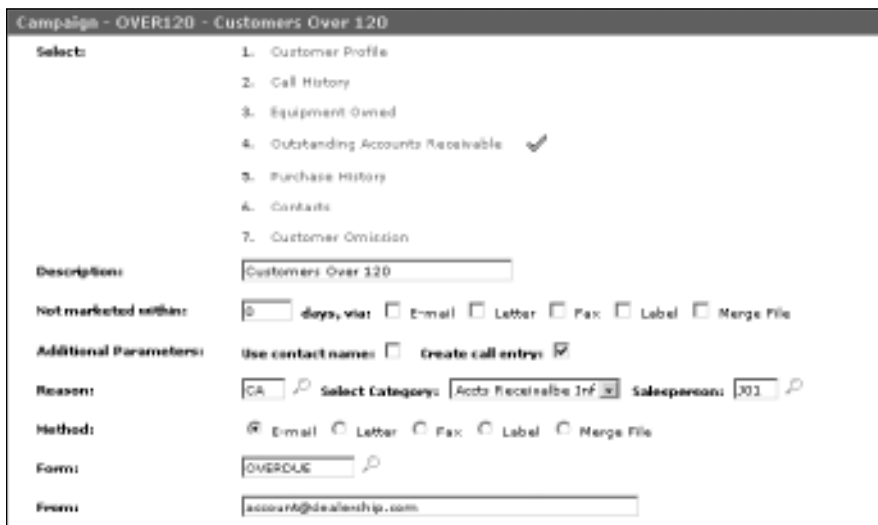 Campaign - OVER120 - Customers Over 120
Select: 1. Customer Profile
2. Call History
3. Equipment Owned
4. Outstanding Accounts Receivable
5. Purchase History
6. Contacts
7. Customer Omission
Description: Customers Over 120
Not marketed within: 0 days, via: E-mail Letter Fax Label Merge File
Additional Parameters: Use contact name: Create call entry:
Reason: CA Select Category: Accts Receivalbe Inf Salesperson: J01
Method: E-mail Letter Fax Label Merge File
Form: OVERDUE
From: account@dealership.com